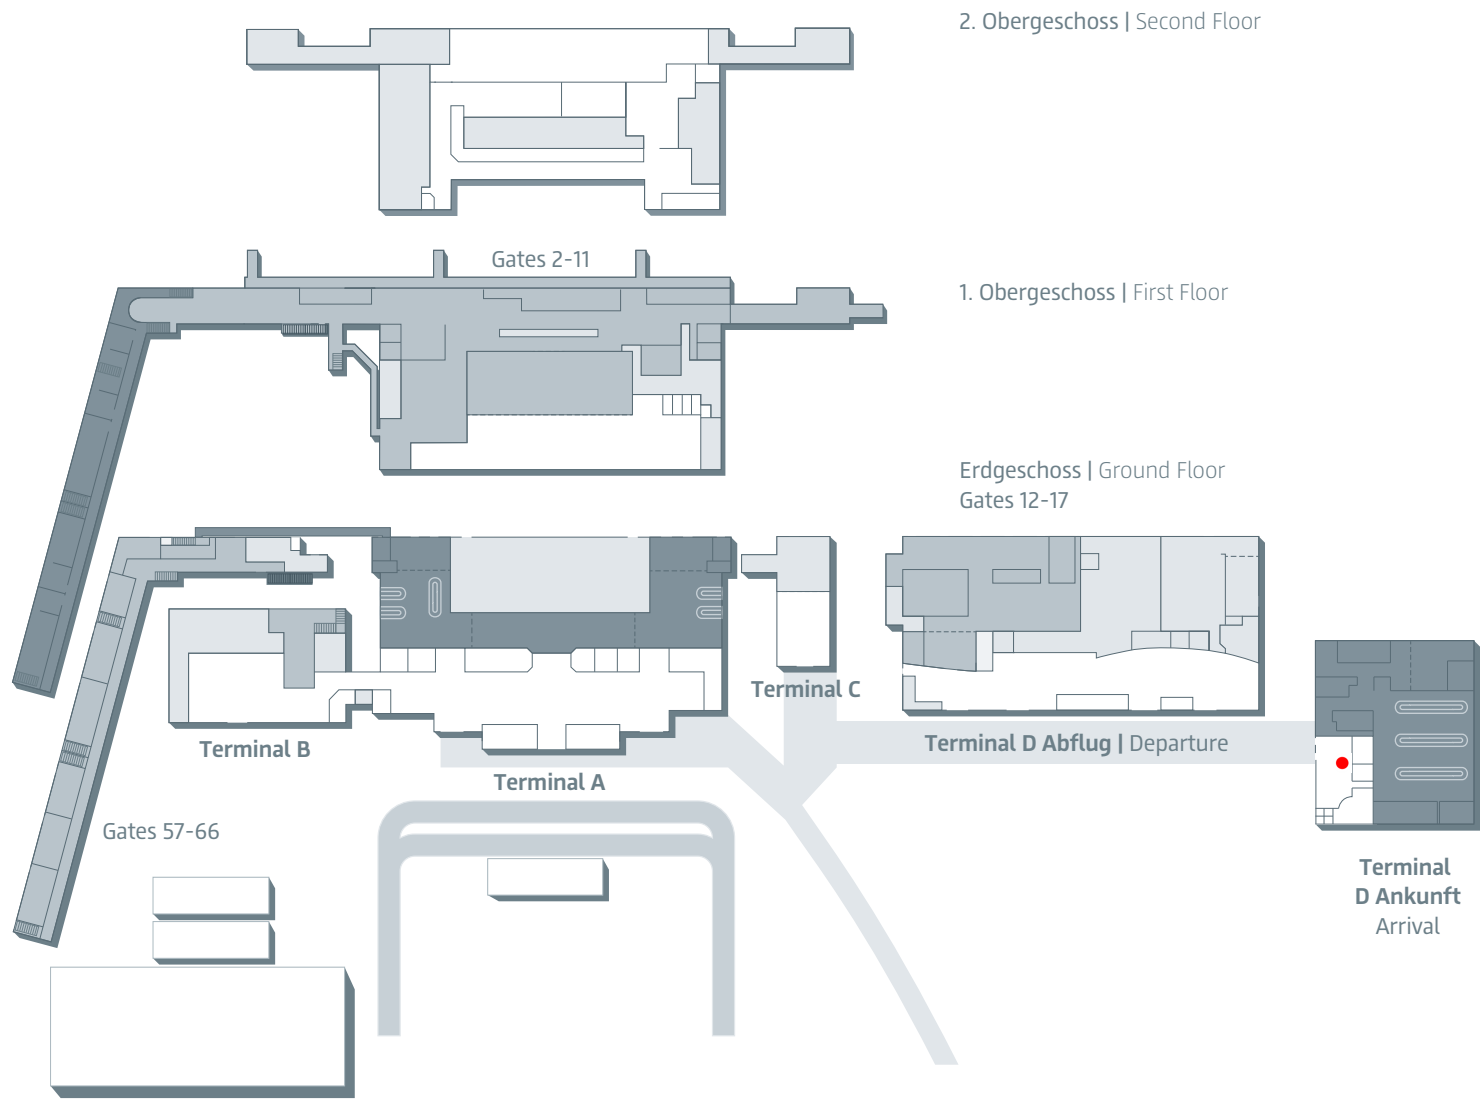 2. Obergeschoss | Second Floor
Gates 2-11
1. Obergeschoss | First Floor
Erdgeschoss | Ground Floor
Gates 12-17
Terminal C
Terminal B
Terminal D Abflug | Departure
Terminal A
Gates 57-66
Terminal
D Ankunft
Arrival